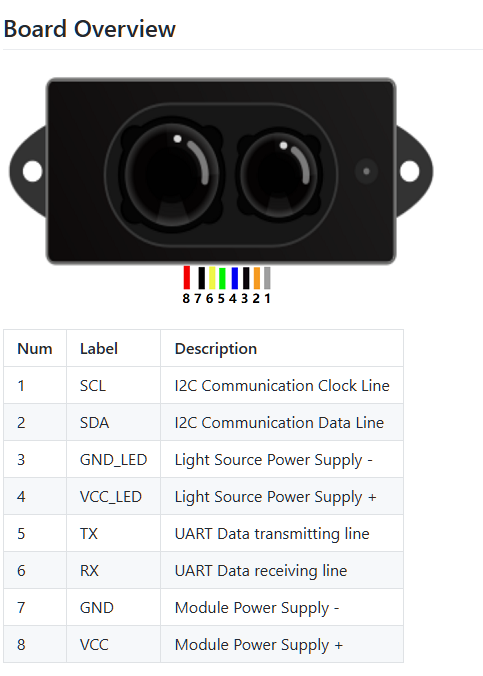 Board Overview
8 7 6 5 4 3 2 1
Num Label Description
1 SCL I2C Communication Clock Line
2 SDA I2C Communication Data Line
3 GND_LED Light Source Power Supply -
4 VCC_LED Light Source Power Supply +
5 TX UART Data transmitting line
6 RX UART Data receiving line
7 GND Module Power Supply -
8 VCC Module Power Supply +